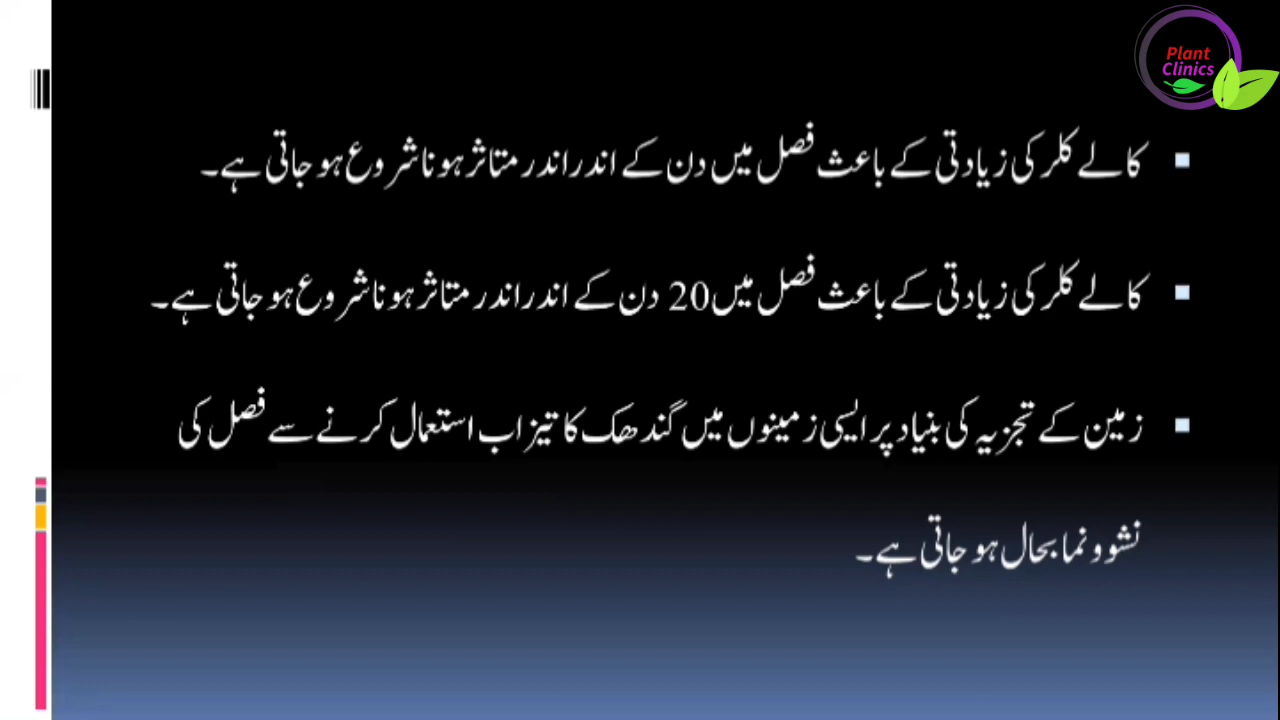 Plant
Clinics
کالے کلر کی زیادتی کے باعث فصل میں دن کے اندر اندر متاثر ہونا شروع ہو جاتی ہے۔
کالے کلر کی زیادتی کے باعث فصل میں 20 دن کے اندر اندر متاثر ہونا شروع ہو جاتی ہے۔
زمین کے تجزیہ کی بنیاد پر ایسی زمینوں میں گندھک کا تیزاب استعمال کرنے سے فصل کی
نشوونما بحال ہو جاتی ہے۔